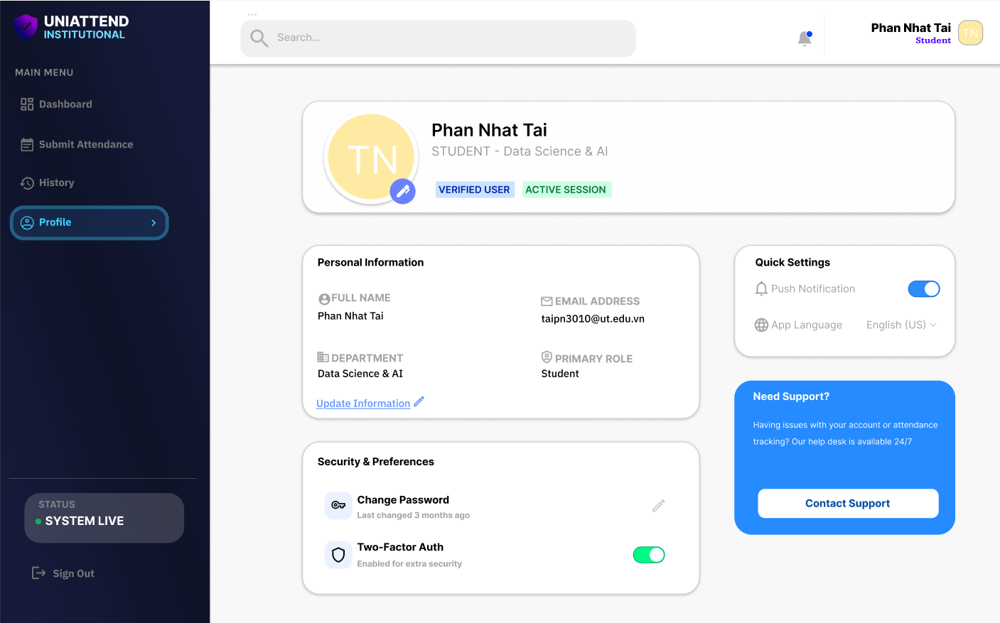 UNIATTEND
INSTITUTIONAL
MAIN MENU
Dashboard
Submit Attendance
History
Profile
STATUS
SYSTEM LIVE
Sign Out
...
Search...
Phan Nhat Tai
Student
TN
TN
Phan Nhat Tai
STUDENT - Data Science & AI
VERIFIED USER
ACTIVE SESSION
Personal Information
FULL NAME
Phan Nhat Tai
EMAIL ADDRESS
taipn3010@ut.edu.vn
DEPARTMENT
Data Science & AI
PRIMARY ROLE
Student
Update Information
Security & Preferences
Change Password
Last changed 3 months ago
Two-Factor Auth
Enabled for extra security
Quick Settings
Push Notification
App Language
English (US)
Need Support?
Having issues with your account or attendance
tracking? Our help desk is available 24/7
Contact Support